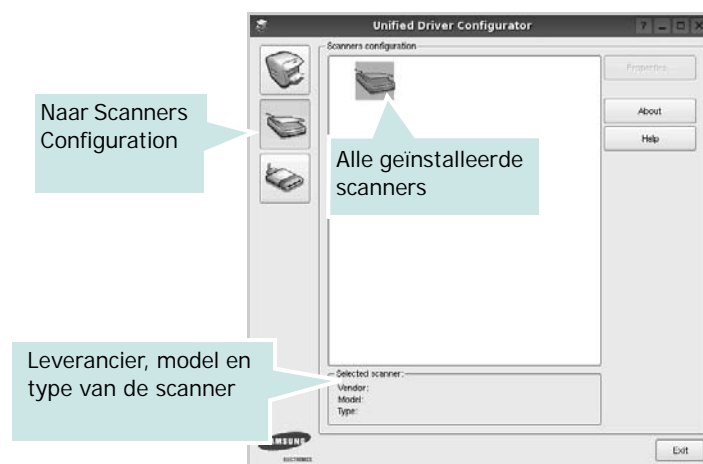 Unified Driver Configurator
Scanners configuration
Properties...
About
Help
Naar Scanners
Configuration
Alle geïnstalleerde
scanners
Leverancier, model en
type van de scanner
Selected scanner:
Vendor:
Model:
Type:
ELECTRONICS
Exit